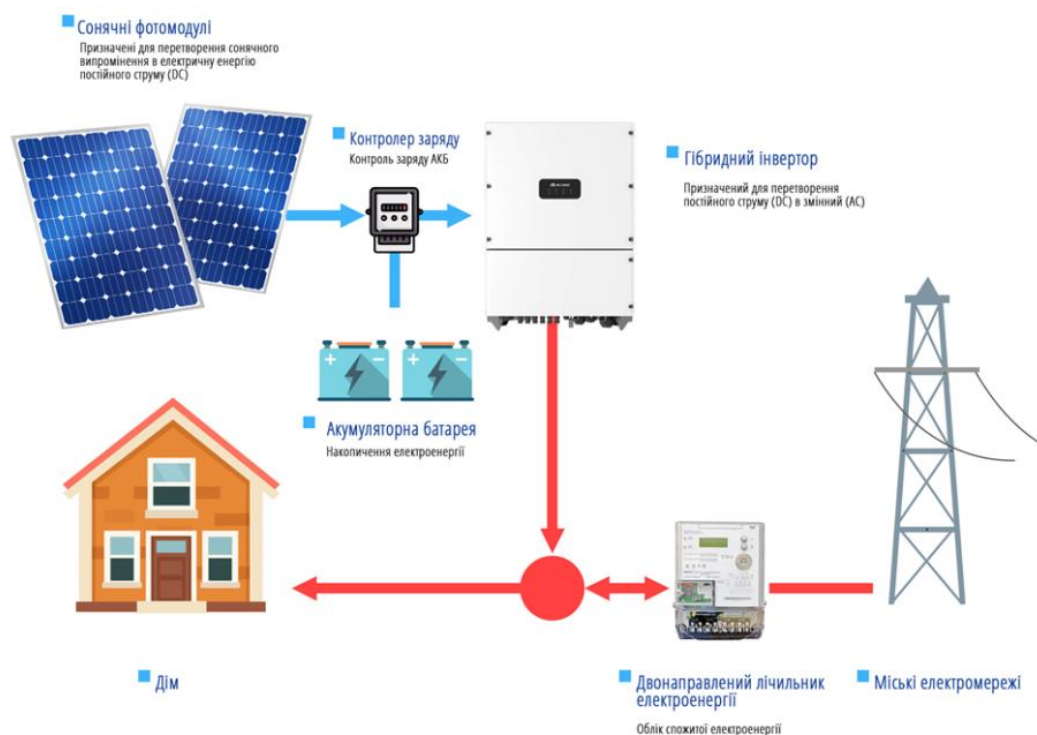 Сонячні фотомодулі
Призначені для перетворення сонячного
випромінення в електричну енергію
постійного струму (DC)
Контролер заряду
Контроль заряду АКБ
Гібридний інвертор
Призначений для перетворення
постійного струму (DC) в змінний (AC)
Акумуляторна батарея
Накопичення електроенергії
Дім
Двонаправлений лічильник
електроенергії
Облік спожитої електроенергії
Міські електромережі